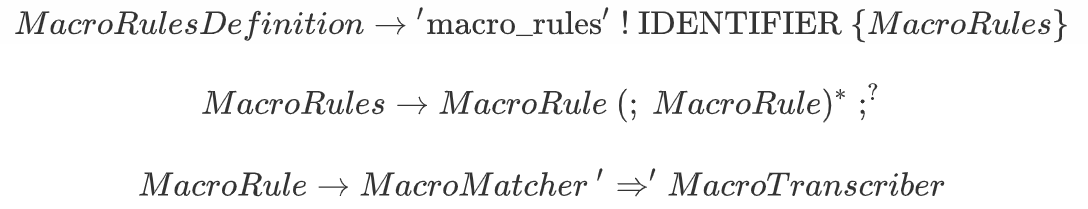 MacroRulesDefinition → ′macro_rules′ ! IDENTIFIER {MacroRules}
MacroRules → MacroRule (; MacroRule)* ;?
MacroRule → MacroMatcher ′ ⇒′ MacroTranscriber